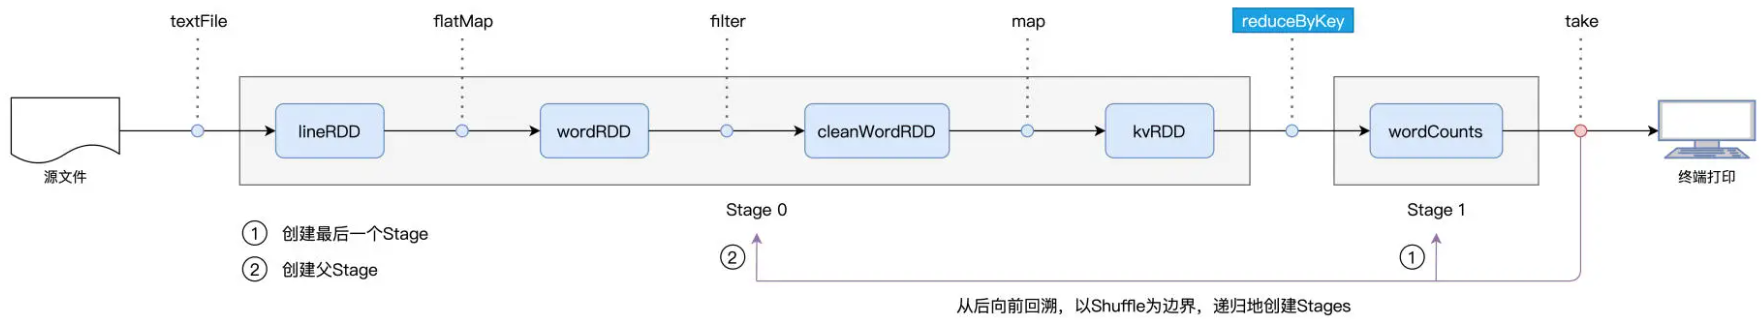 textFile
flatMap
filter
map
reduceByKey
take
lineRDD
wordRDD
cleanWordRDD
kvRDD
wordCounts
源文件
终端打印
Stage 0
Stage 1
① 创建最后一个Stage
② 创建父Stage
②
①
从后向前回溯，以Shuffle为边界，递归地创建Stages